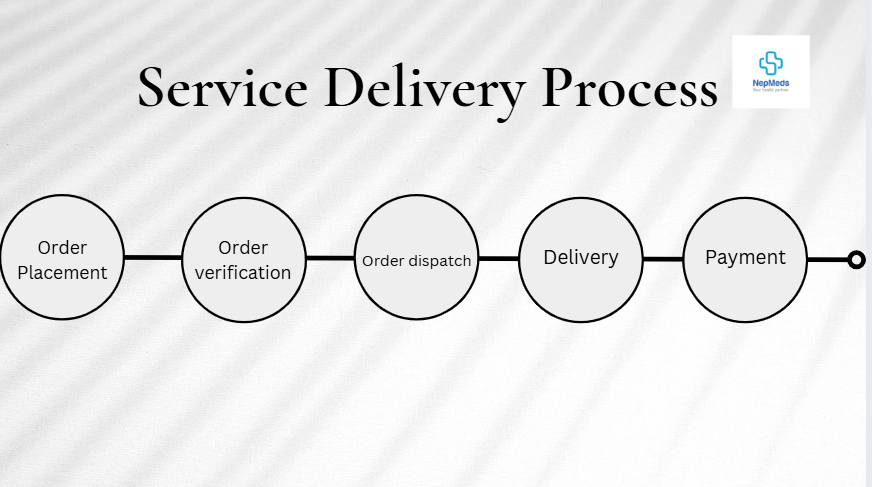 Service Delivery Process
NepMeds
Your health partner
Order
Placement
Order
verification
Order dispatch
Delivery
Payment